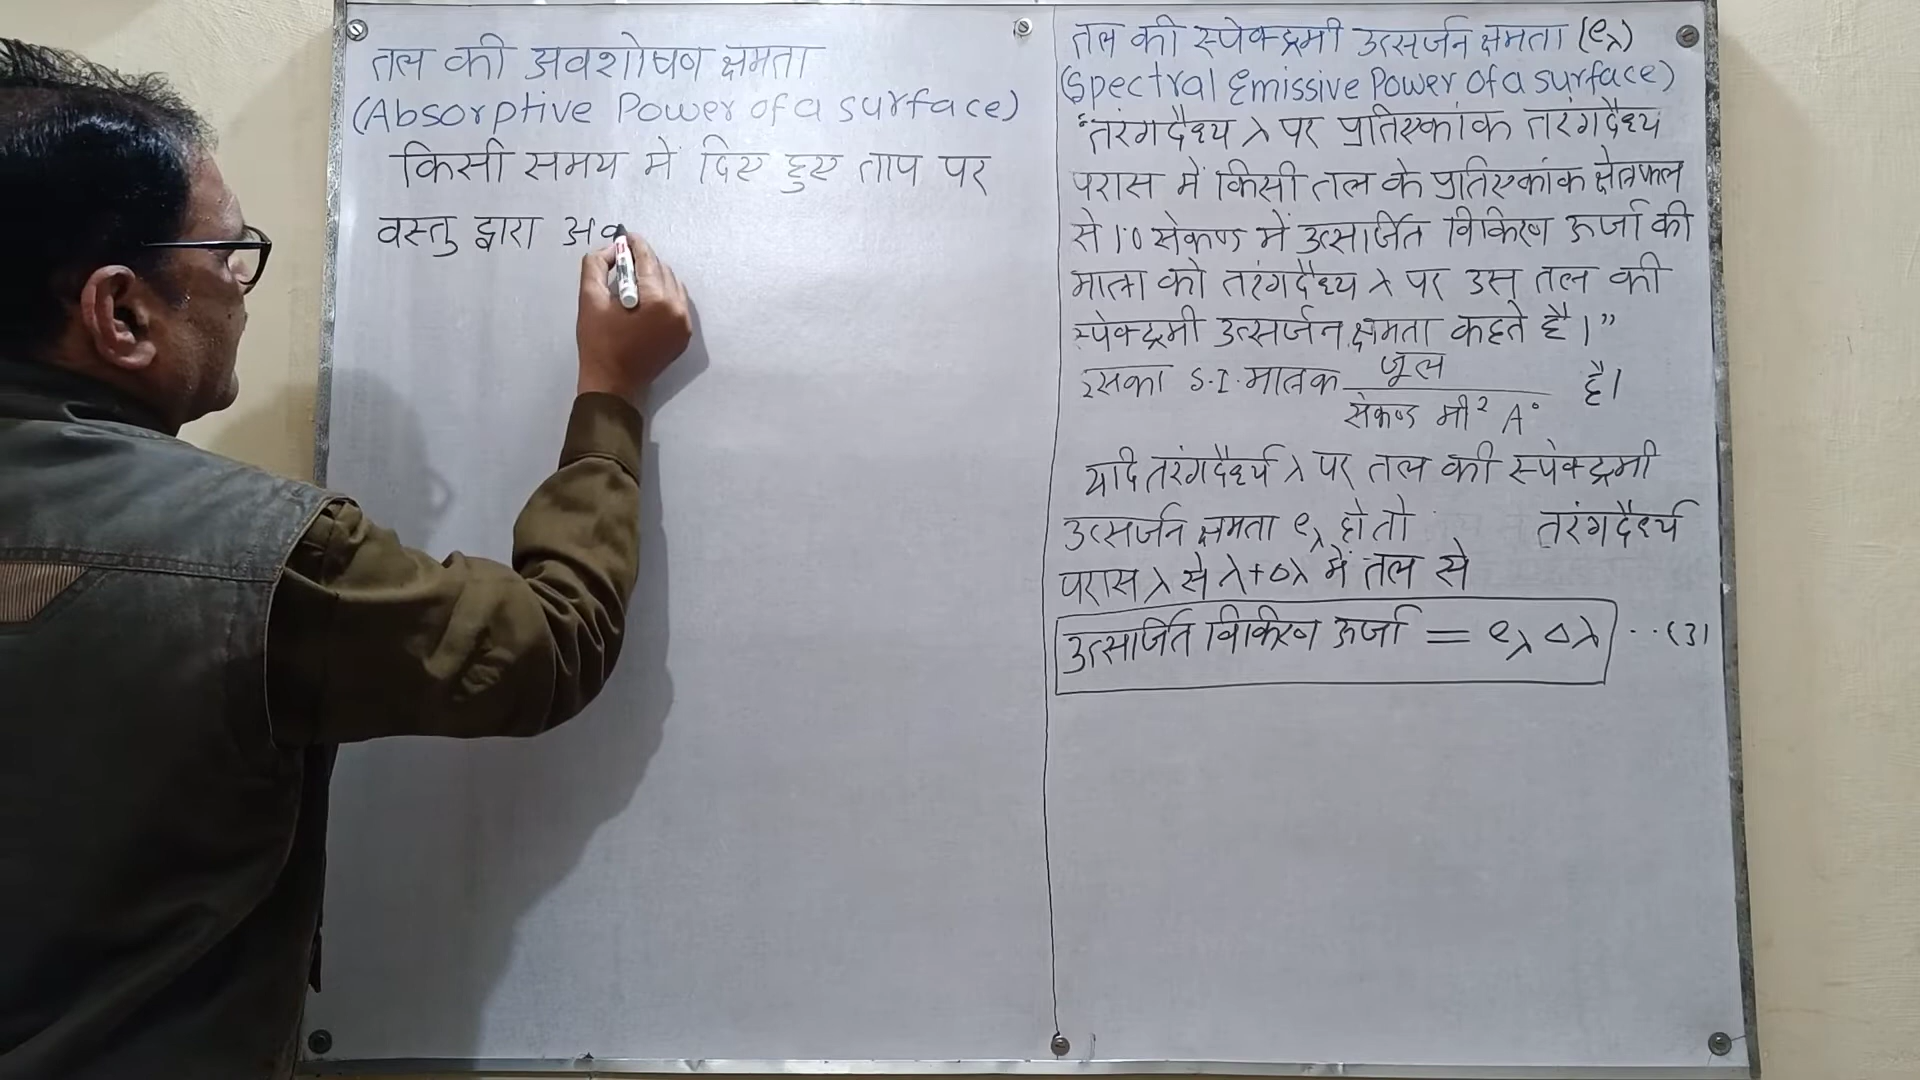 तल की अवशोषण क्षमता
(Absorptive Power of a surface)
किसी समय में दिए हुए ताप पर
वस्तु द्वारा अव
तल की स्पेक्ट्रमी उत्सर्जन क्षमता (eλ)
(Spectral Emissive Power of a surface)
“तरंगदैध्य λ पर प्रतिएकांक तरंगदैध्य
परास में किसी तल के प्रतिएकांक क्षेत्रफल
से 1.0 सेकण्ड में उत्सर्जित विकिरण ऊर्जा की
मात्रा को तरंगदैध्य λ पर उस तल की
स्पेक्ट्रमी उत्सर्जन क्षमता कहते है।”
इसका S.I. मात्रक जूल / सेकण्ड मी² A° है।
यदि तरंगदैर्ध्य λ पर तल की स्पेक्ट्रमी
उत्सर्जन क्षमता eλ हो तो तरंगदैर्ध्य
परास λ से λ+Δλ में तल से
उत्सर्जित विकिरण ऊर्जा = eλ Δλ ..(3)